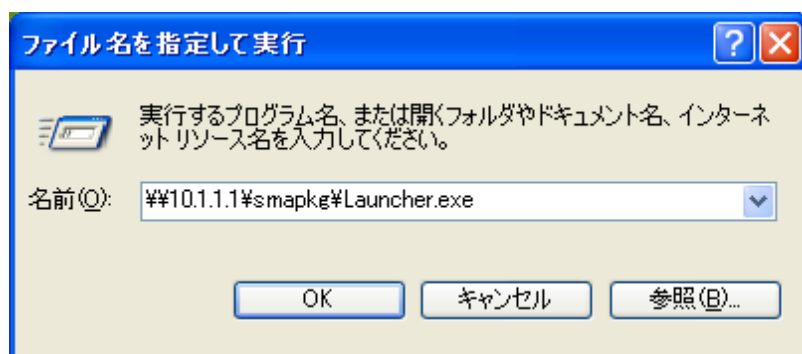 ファイル名を指定して実行
実行するプログラム名、または開くフォルダやドキュメント名、インターネ
ット リソース名を入力してください。
名前(O):
¥¥10.1.1.1¥smapkg¥Launcher.exe
OK
キャンセル
参照(B)...